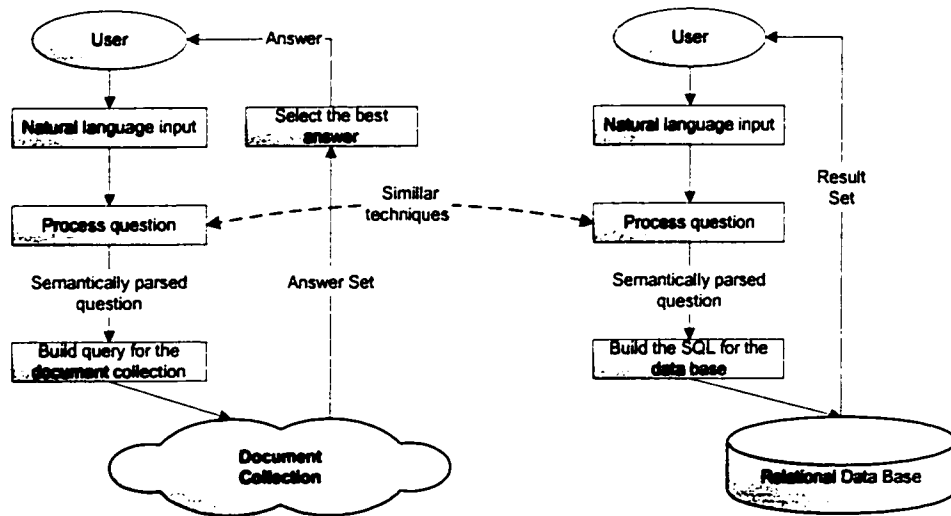 User
Answer
Natural language input
Select the best
answer
Process question
Semantically parsed
question
Answer Set
Build query for the
document collection
Document
Collection
Simillar
techniques
User
Natural language input
Result
Set
Process question
Semantically parsed
question
Build the SQL for the
data base
Relational Data Base